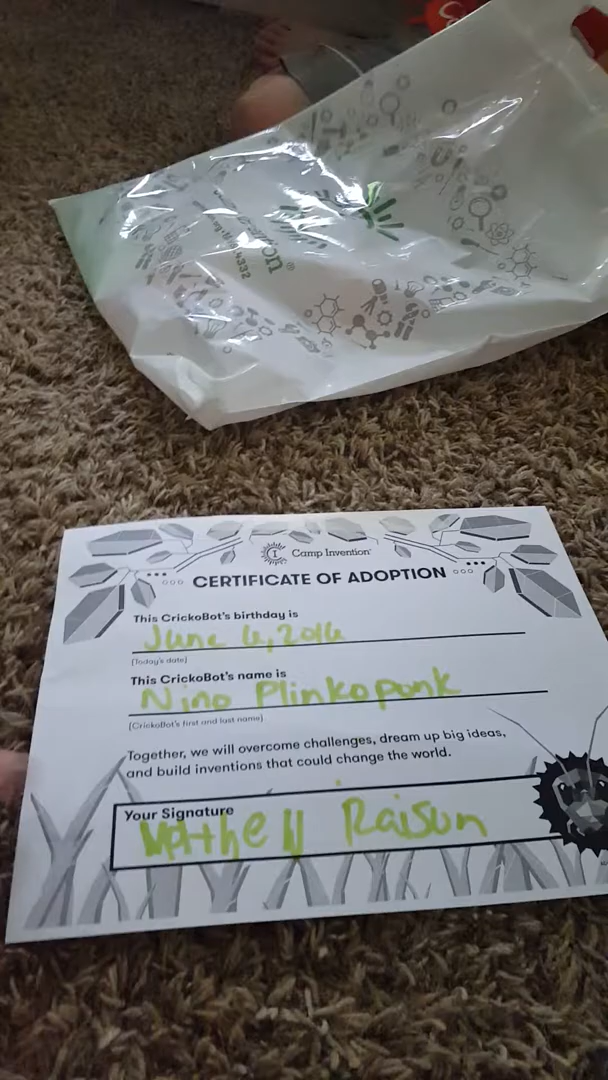 Camp Invention
CERTIFICATE OF ADOPTION
This CrickoBot's birthday is
June 6, 2016
(Today's date)
This CrickoBot's name is
Nino Plinkoponk
(CrickoBot's first and last name)
Together, we will overcome challenges, dream up big ideas,
and build inventions that could change the world.
Your Signature
Raisun